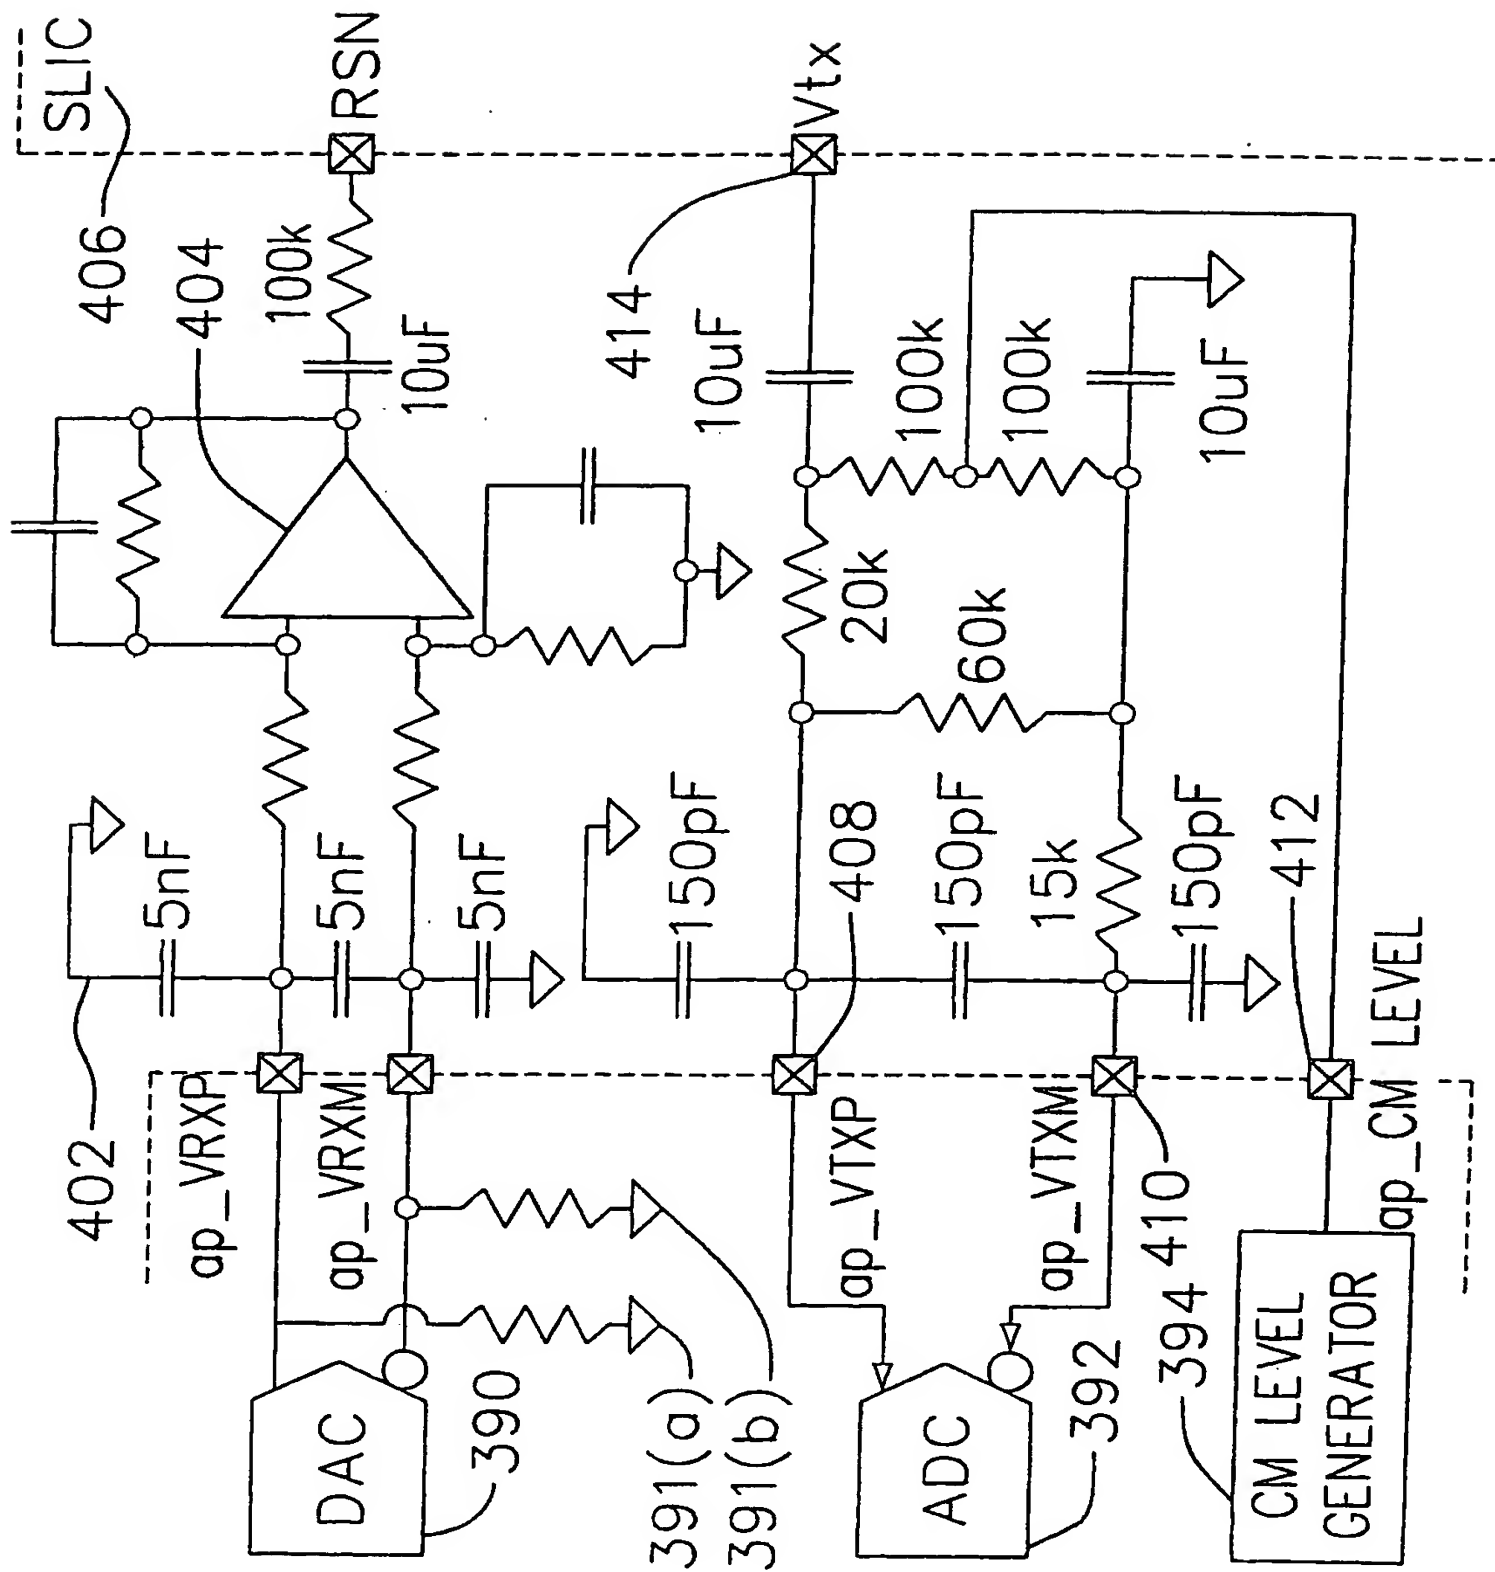 DAC
390
391(a)
391(b)
ADC
392
CM LEVEL
GENERATOR
394
402
ap_VRXP
ap_VRXM
ap_VTXP
ap_VTXM
410
ap_CM LEVEL
412
5nF
5nF
5nF
150pF
408
150pF
15k
150pF
20k
60k
404
406
SLIC
100k
10uF
RSN
414
10uF
100k
100k
10uF
Vtx